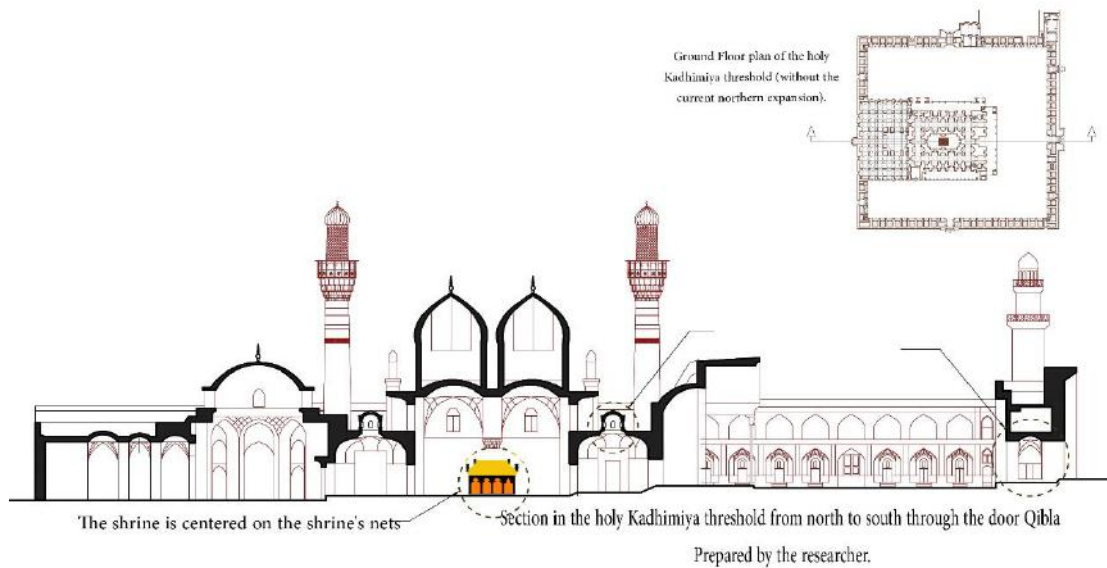 Ground Floor plan of the holy
Kadhimiya threshold (without the
current northern expansion).
The shrine is centered on the shrine's nets
Section in the holy Kadhimiya threshold from north to south through the door Qibla
Prepared by the researcher.